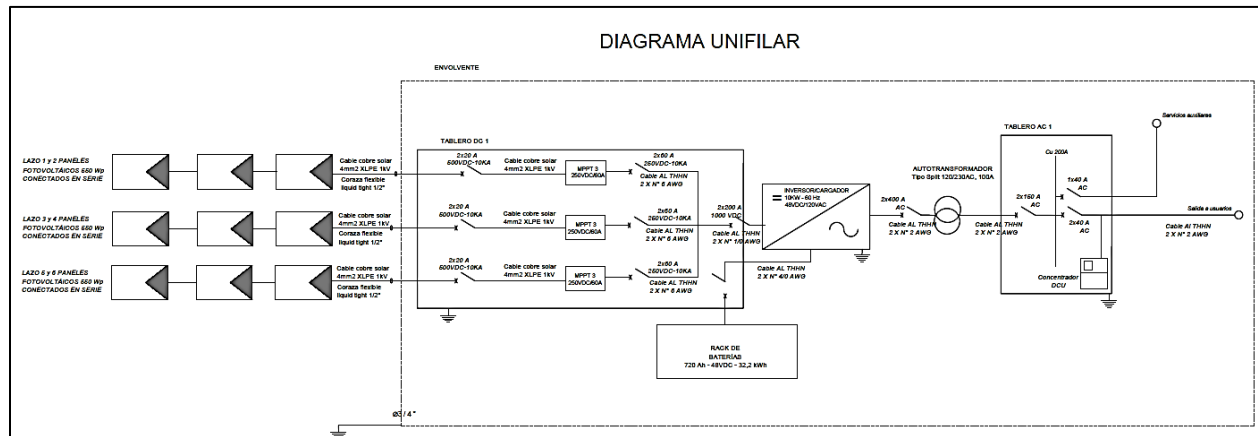 DIAGRAMA UNIFILAR
ENVOLVENTE
LAZO 1 y 2 PANELES
FOTOVOLTÁICOS 550 Wp
CONECTADOS EN SERIE
Cable cobre solar
4mm2 XLPE 1kV
Coraza flexible
liquid tight 1/2"
LAZO 3 y 4 PANELES
FOTOVOLTÁICOS 550 Wp
CONECTADOS EN SERIE
Cable cobre solar
4mm2 XLPE 1kV
Coraza flexible
liquid tight 1/2"
LAZO 5 y 6 PANELES
FOTOVOLTÁICOS 550 Wp
CONECTADOS EN SERIE
Cable cobre solar
4mm2 XLPE 1kV
Coraza flexible
liquid tight 1/2"
TABLERO DC 1
2x20 A
500VDC-10KA
Cable cobre solar
4mm2 XLPE 1kV
MPPT 3
250VDC/60A
2x60 A
250VDC-10KA
Cable AL THHN
2 X N° 6 AWG
2x20 A
500VDC-10KA
Cable cobre solar
4mm2 XLPE 1kV
MPPT 3
250VDC/60A
2x60 A
250VDC-10KA
Cable AL THHN
2 X N° 6 AWG
2x20 A
500VDC-10KA
Cable cobre solar
4mm2 XLPE 1kV
MPPT 3
250VDC/60A
2x60 A
250VDC-10KA
Cable AL THHN
2 X N° 6 AWG
2x200 A
1000 VDC
Cable AL THHN
2 X N° 1/0 AWG
INVERSOR/CARGADOR
10KW - 60 Hz
48VDC/120VAC
Cable AL THHN
2 X N° 4/0 AWG
RACK DE
BATERÍAS
720 Ah - 48VDC - 32,2 kWh
2x400 A
AC
Cable AL THHN
2 X N° 2 AWG
AUTOTRANSFORMADOR
Tipo Split 120/230AC, 100A
Cable AL THHN
2 X N° 2 AWG
TABLERO AC 1
Cu 200A
2x150 A
AC
1x40 A
AC
2x40 A
AC
Concentrador
DCU
Servicios auxiliares
Salida a usuarios
Cable Al THHN
2 X N° 2 AWG
Ø3 / 4 "